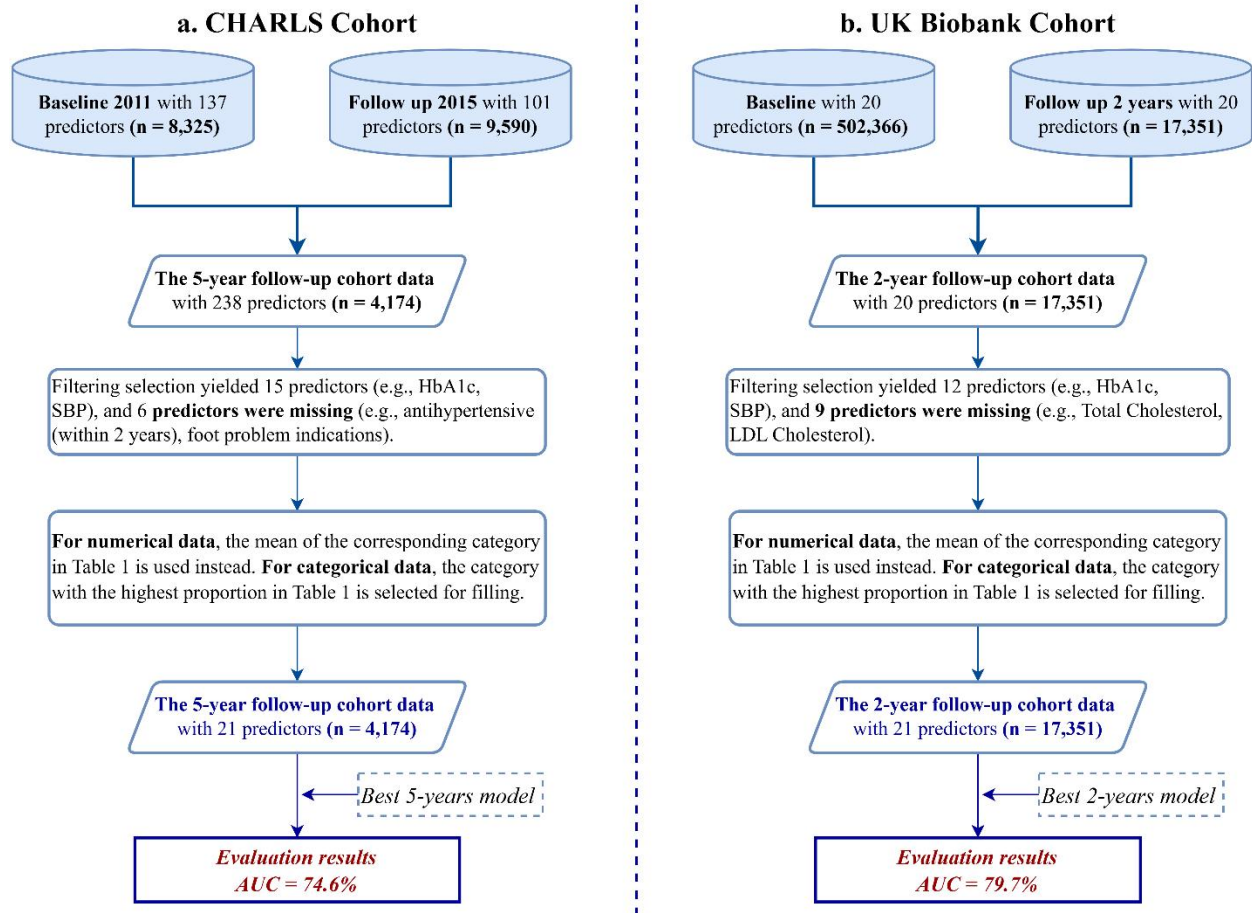 a. CHARLS Cohort
Baseline 2011 with 137
predictors (n = 8,325)
Follow up 2015 with 101
predictors (n = 9,590)
The 5-year follow-up cohort data
with 238 predictors (n = 4,174)
Filtering selection yielded 15 predictors (e.g., HbA1c,
SBP), and 6 predictors were missing (e.g., antihypertensive
(within 2 years), foot problem indications).
For numerical data, the mean of the corresponding category
in Table 1 is used instead. For categorical data, the category
with the highest proportion in Table 1 is selected for filling.
The 5-year follow-up cohort data
with 21 predictors (n = 4,174)
Best 5-years model
Evaluation results
AUC = 74.6%
b. UK Biobank Cohort
Baseline with 20
predictors (n = 502,366)
Follow up 2 years with 20
predictors (n = 17,351)
The 2-year follow-up cohort data
with 20 predictors (n = 17,351)
Filtering selection yielded 12 predictors (e.g., HbA1c,
SBP), and 9 predictors were missing (e.g., Total Cholesterol,
LDL Cholesterol).
For numerical data, the mean of the corresponding category
in Table 1 is used instead. For categorical data, the category
with the highest proportion in Table 1 is selected for filling.
The 2-year follow-up cohort data
with 21 predictors (n = 17,351)
Best 2-years model
Evaluation results
AUC = 79.7%